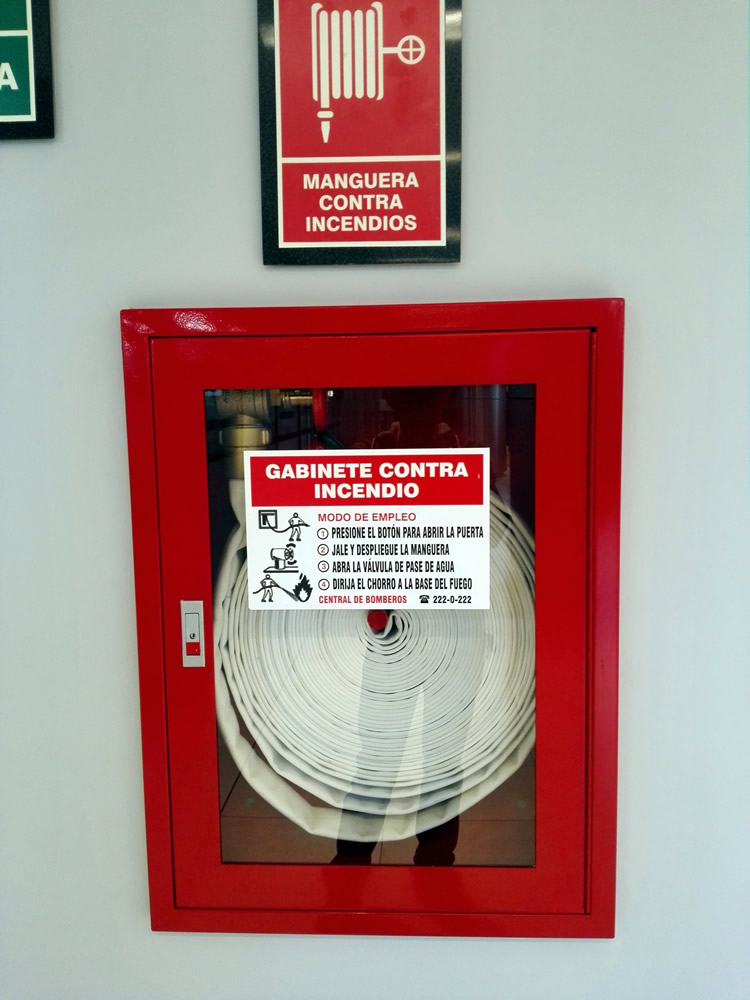 A
MANGUERA
CONTRA
INCENDIOS
GABINETE CONTRA
INCENDIO
MODO DE EMPLEO
1 PRESIONE EL BOTÓN PARA ABRIR LA PUERTA
2 JALE Y DESPLIEGUE LA MANGUERA
3 ABRA LA VÁLVULA DE PASE DE AGUA
4 DIRIJA EL CHORRO A LA BASE DEL FUEGO
CENTRAL DE BOMBEROS ☎ 222-0-222